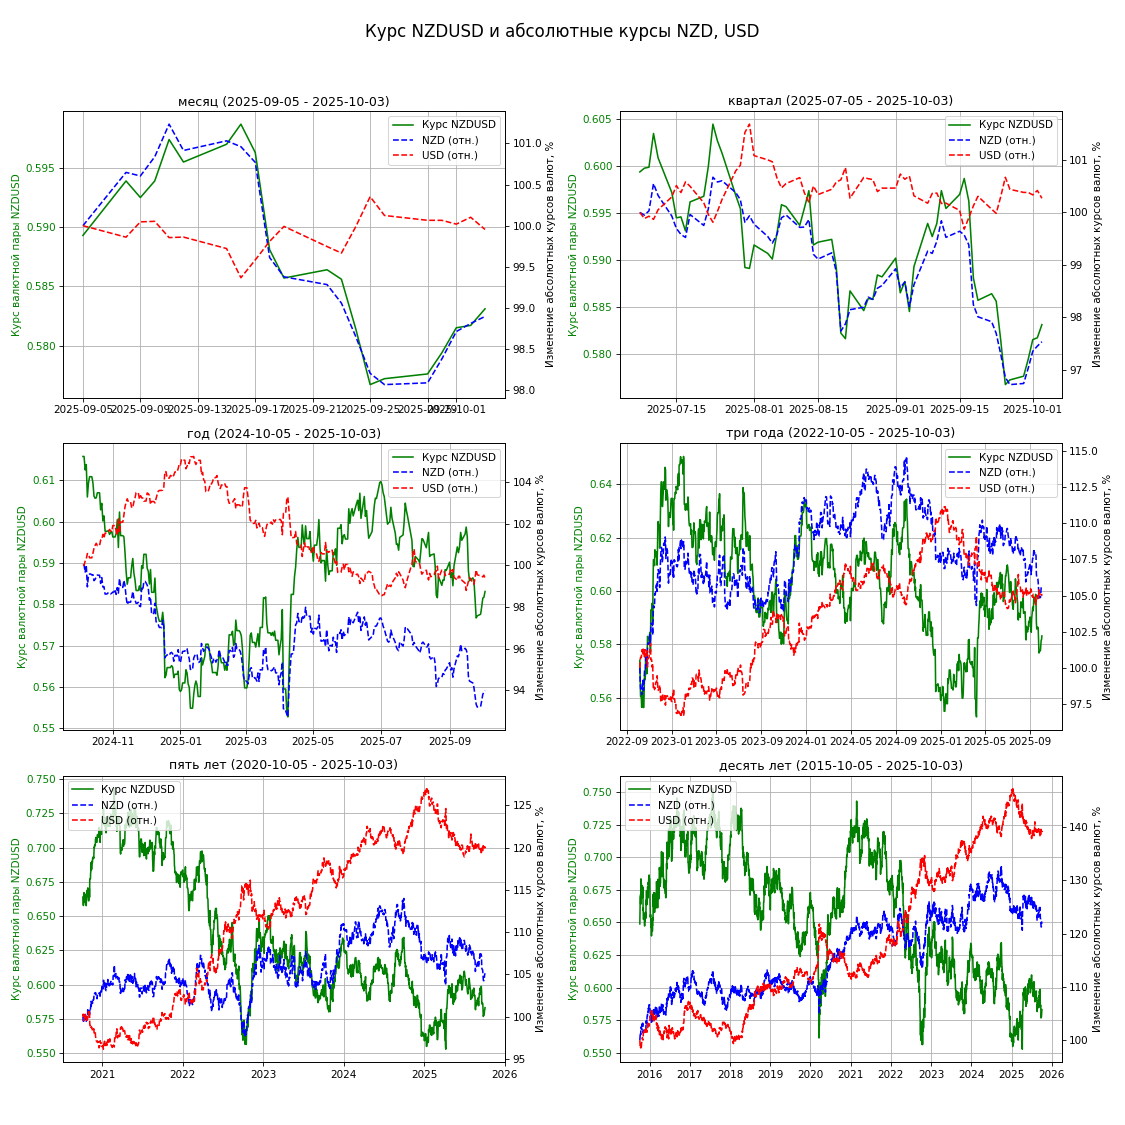 Курс NZDUSD и абсолютные курсы NZD, USD
месяц (2025-09-05 - 2025-10-03)
Курс NZDUSD
NZD (отн.)
USD (отн.)
Курс валютной пары NZDUSD
0.595
0.590
0.585
0.580
101.0
100.5
100.0
99.5
99.0
98.5
98.0
Изменение абсолютных курсов валют, %
2025-09-05 2025-09-09 2025-09-13 2025-09-17 2025-09-21 2025-09-25 2025-09-29 2025-10-01
квартал (2025-07-05 - 2025-10-03)
Курс NZDUSD
NZD (отн.)
USD (отн.)
Курс валютной пары NZDUSD
0.605
0.600
0.595
0.590
0.585
0.580
101
100
99
98
97
Изменение абсолютных курсов валют, %
2025-07-15 2025-08-01 2025-08-15 2025-09-01 2025-09-15 2025-10-01
год (2024-10-05 - 2025-10-03)
Курс NZDUSD
NZD (отн.)
USD (отн.)
Курс валютной пары NZDUSD
0.61
0.60
0.59
0.58
0.57
0.56
0.55
104
102
100
98
96
94
Изменение абсолютных курсов валют, %
2024-11 2025-01 2025-03 2025-05 2025-07 2025-09
три года (2022-10-05 - 2025-10-03)
Курс NZDUSD
NZD (отн.)
USD (отн.)
Курс валютной пары NZDUSD
0.64
0.62
0.60
0.58
0.56
115.0
112.5
110.0
107.5
105.0
102.5
100.0
97.5
Изменение абсолютных курсов валют, %
2022-09 2023-01 2023-05 2023-09 2024-01 2024-05 2024-09 2025-01 2025-05 2025-09
пять лет (2020-10-05 - 2025-10-03)
Курс NZDUSD
NZD (отн.)
USD (отн.)
Курс валютной пары NZDUSD
0.750
0.725
0.700
0.675
0.650
0.625
0.600
0.575
0.550
125
120
115
110
105
100
95
Изменение абсолютных курсов валют, %
2021 2022 2023 2024 2025 2026
десять лет (2015-10-05 - 2025-10-03)
Курс NZDUSD
NZD (отн.)
USD (отн.)
Курс валютной пары NZDUSD
0.750
0.725
0.700
0.675
0.650
0.625
0.600
0.575
0.550
140
130
120
110
100
Изменение абсолютных курсов валют, %
2016 2017 2018 2019 2020 2021 2022 2023 2024 2025 2026